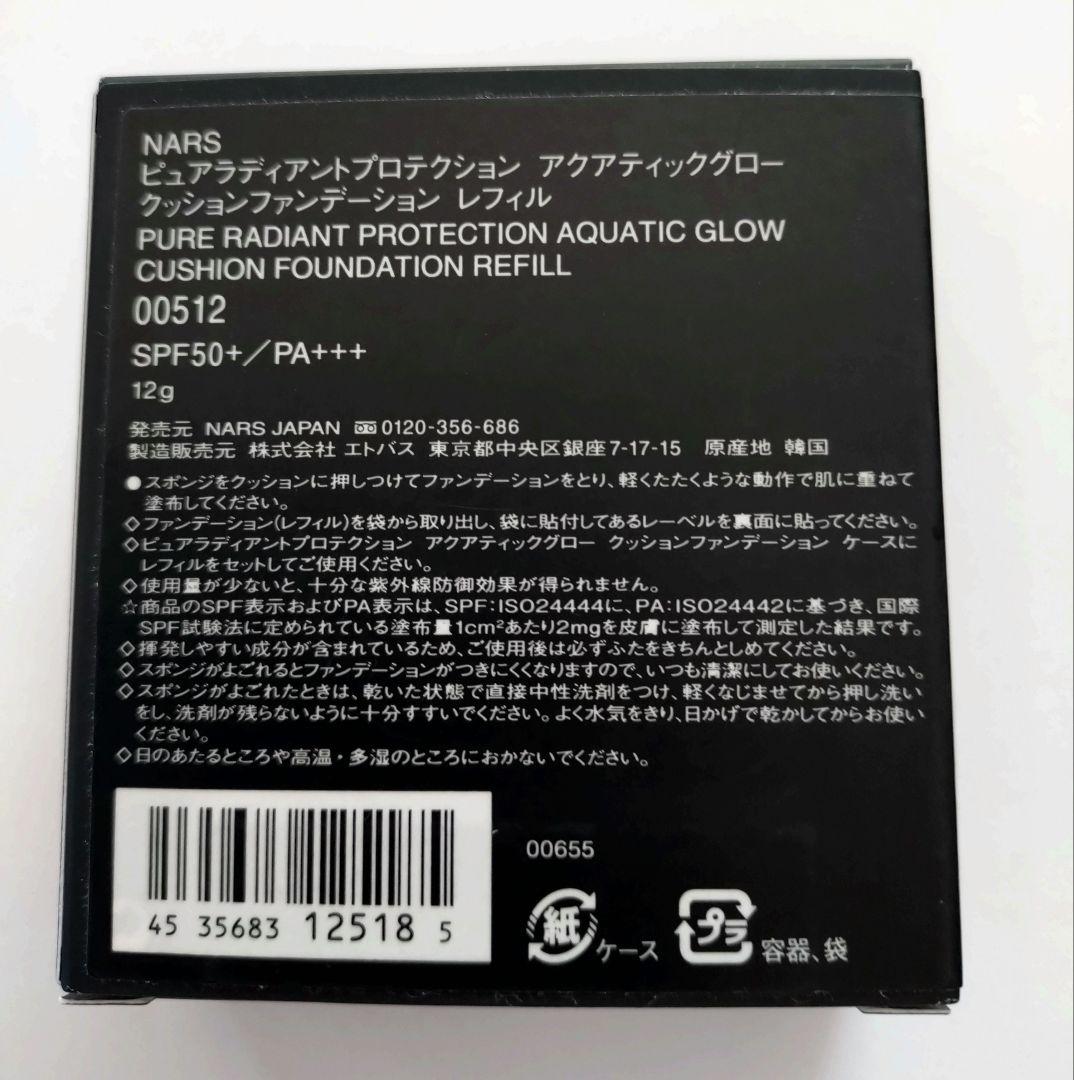 NARS
ピュアラディアントプロテクション アクアティックグロー
クッションファンデーション レフィル
PURE RADIANT PROTECTION AQUATIC GLOW
CUSHION FOUNDATION REFILL
00512
SPF50+／PA+++
12g
発売元 NARS JAPAN 0120-356-686
製造販売元 株式会社 エトバス 東京都中央区銀座7-17-15 原産地 韓国
●スポンジをクッションに押しつけてファンデーションをとり、軽くたたくような動作で肌に重ねて
塗布してください。
◇ファンデーション(レフィル)を袋から取り出し、袋に貼付してあるレーベルを裏面に貼ってください。
◇ピュアラディアントプロテクション アクアティックグロー クッションファンデーション ケースに
レフィルをセットしてご使用ください。
◇使用量が少ないと、十分な紫外線防御効果が得られません。
☆商品のSPF表示およびPA表示は、SPF:ISO24444に、PA:ISO24442に基づき、国際
SPF試験法に定められている塗布量1cm²あたり2mgを皮膚に塗布して測定した結果です。
◇揮発しやすい成分が含まれているため、ご使用後は必ずふたをきちんとしめてください。
◇スポンジがよごれるとファンデーションがつきにくくなりますので、いつも清潔にしてお使いください。
◇スポンジがよごれたときは、乾いた状態で直接中性洗剤をつけ、軽くなじませてから押し洗い
をし、洗剤が残らないように十分すすいでください。よく水気をきり、日かげで乾かしてからお使い
ください。
◇日のあたるところや高温・多湿のところにおかないでください。
45 35683 12518 5
00655
紙 ケース
プラ 容器、袋